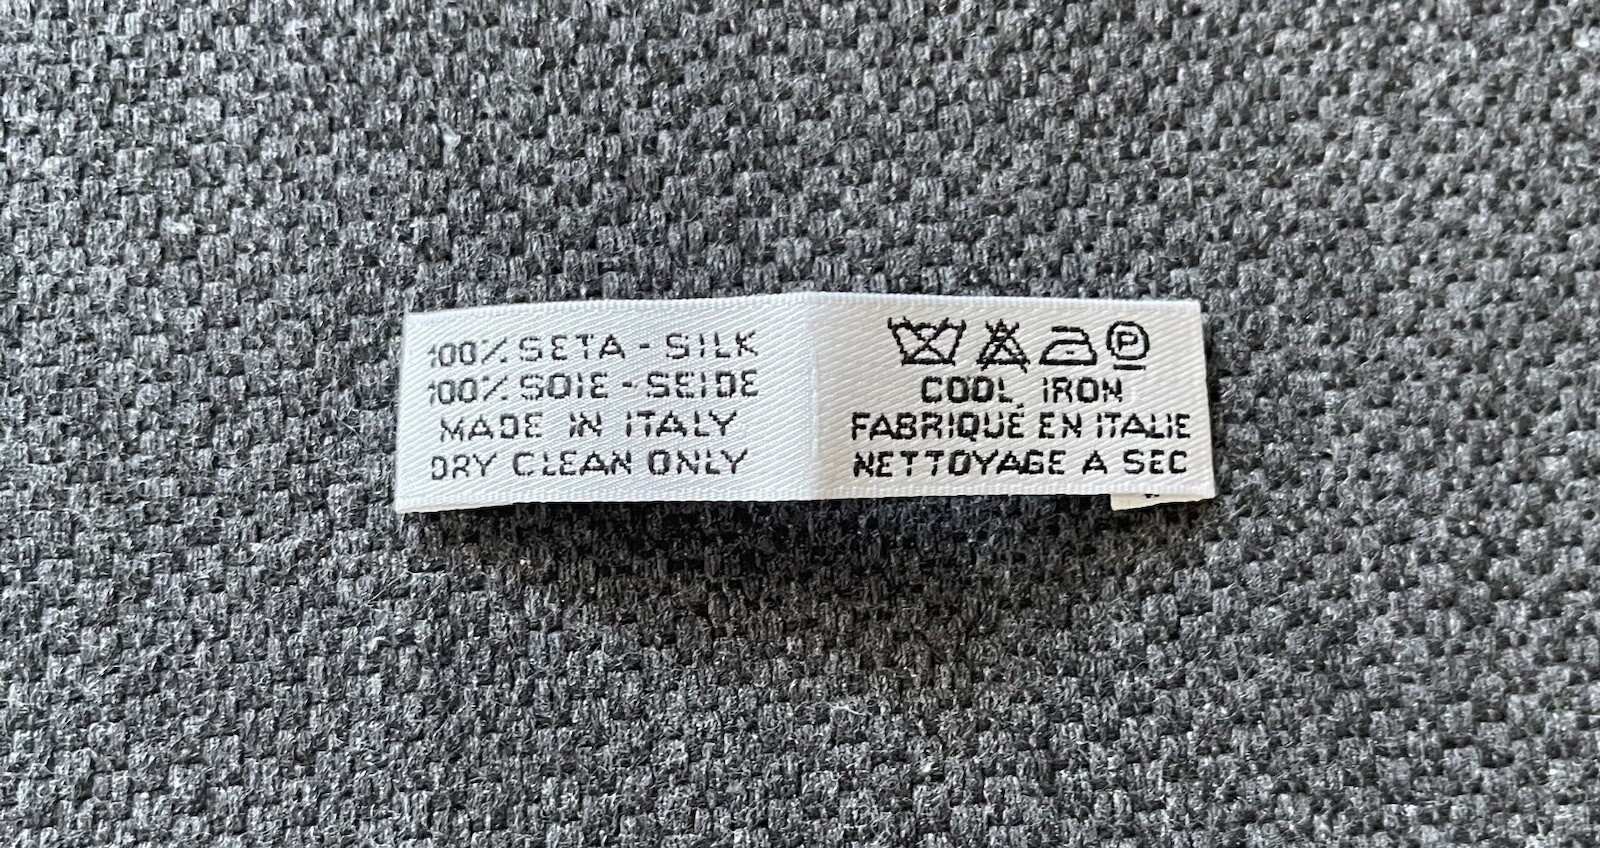 100% SETA - SILK
100% SOIE - SEIDE
MADE IN ITALY
DRY CLEAN ONLY
P
COOL IRON
FABRIQUE EN ITALIE
NETTOYAGE A SEC